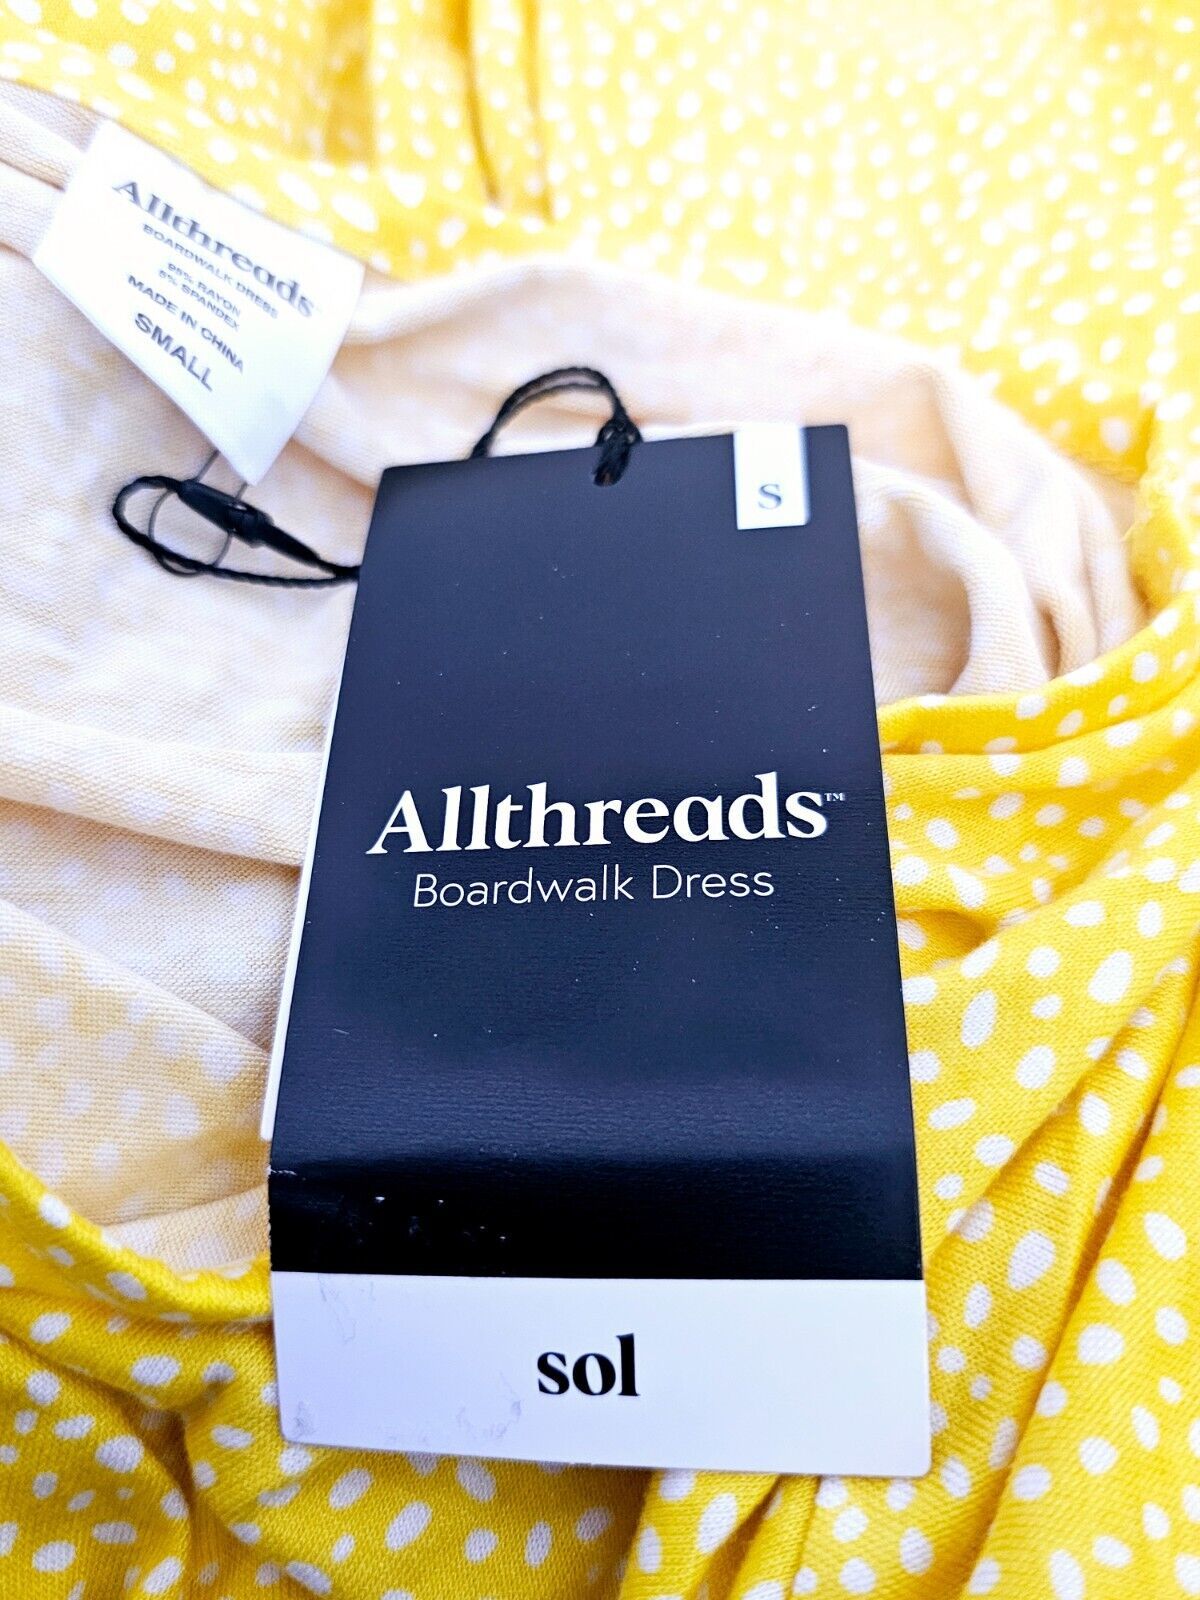 Allthreads
BOARDWALK DRESS
95% RAYON
5% SPANDEX
MADE IN CHINA
SMALL
S
Allthreads™
Boardwalk Dress
sol